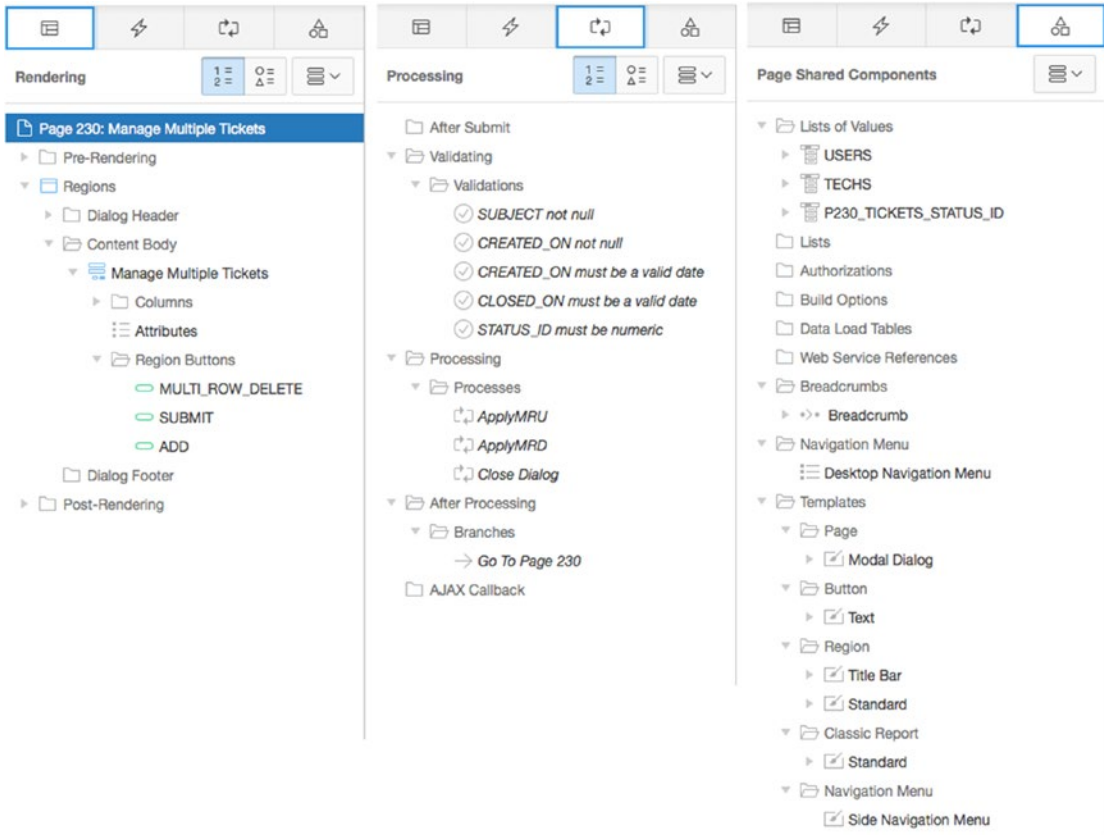 Rendering
Page 230: Manage Multiple Tickets
Pre-Rendering
Regions
Dialog Header
Content Body
Manage Multiple Tickets
Columns
Attributes
Region Buttons
MULTI_ROW_DELETE
SUBMIT
ADD
Dialog Footer
Post-Rendering
Processing
After Submit
Validating
Validations
SUBJECT not null
CREATED_ON not null
CREATED_ON must be a valid date
CLOSED_ON must be a valid date
STATUS_ID must be numeric
Processing
Processes
ApplyMRU
ApplyMRD
Close Dialog
After Processing
Branches
Go To Page 230
AJAX Callback
Page Shared Components
Lists of Values
USERS
TECHS
P230_TICKETS_STATUS_ID
Lists
Authorizations
Build Options
Data Load Tables
Web Service References
Breadcrumbs
Breadcrumb
Navigation Menu
Desktop Navigation Menu
Templates
Page
Modal Dialog
Button
Text
Region
Title Bar
Standard
Classic Report
Standard
Navigation Menu
Side Navigation Menu